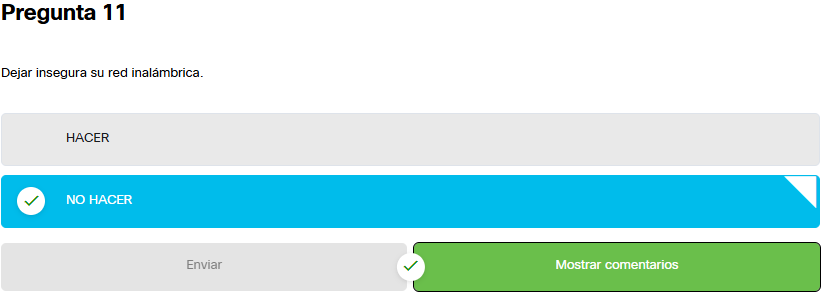 Pregunta 11
Dejar insegura su red inalámbrica.
HACER
NO HACER
Enviar
Mostrar comentarios